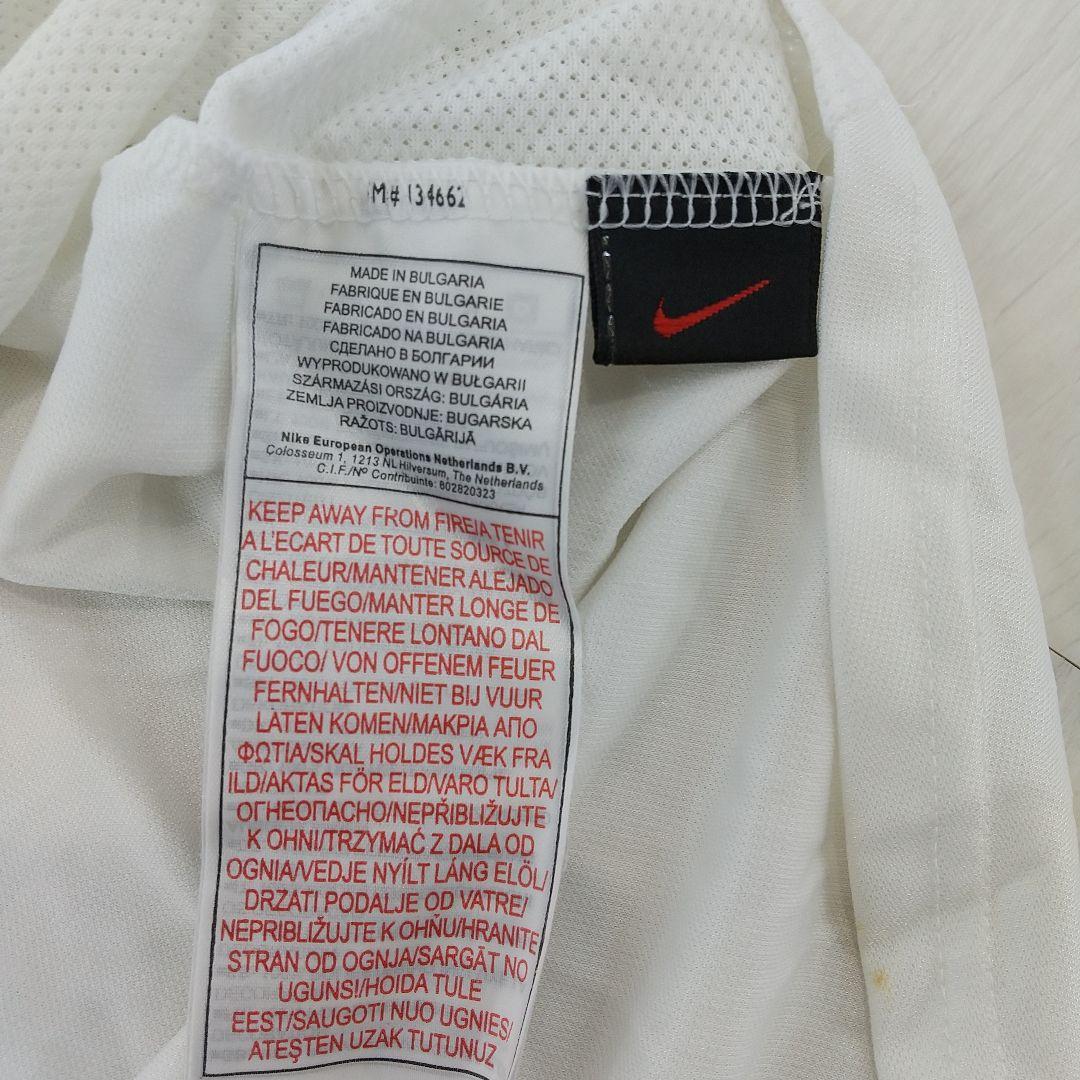 M# 134662
MADE IN BULGARIA
FABRIQUE EN BULGARIE
FABRICADO EN BULGARIA
FABRICADO NA BULGARIA
СДЕЛАНО В БОЛГАРИИ
WYPRODUKOWANO W BUŁGARII
SZÁRMAZÁSI ORSZÁG: BULGÁRIA
ZEMLJA PROIZVODNJE: BUGARSKA
RAŽOTS: BULGĀRIJĀ
Nike European Operations Netherlands B.V.
Colosseum 1, 1213 NL Hilversum, The Netherlands
C.I.F./Nº Contribuinte: 802820323
KEEP AWAY FROM FIRE/A TENIR
A L'ECART DE TOUTE SOURCE DE
CHALEUR/MANTENER ALEJADO
DEL FUEGO/MANTER LONGE DE
FOGO/TENERE LONTANO DAL
FUOCO/ VON OFFENEM FEUER
FERNHALTEN/NIET BIJ VUUR
LATEN KOMEN/ΜΑΚΡΙΑ ΑΠΟ
ΦΩΤΙΑ/SKAL HOLDES VÆK FRA
ILD/AKTAS FÖR ELD/VARO TULTA/
ОГНЕОПАСНО/NEPŘIBLIŽUJTE
K OHNI/TRZYMAĆ Z DALA OD
OGNIA/VEDJE NYÍLT LÁNG ELÖL/
DRZATI PODALJE OD VATRE/
NEPRIBLIŽUJTE K OHŇU/HRANITE
STRAN OD OGNJA/SARGĀT NO
UGUNS!/HOIDA TULE
EEST/SAUGOTI NUO UGNIES/
ATEŞTEN UZAK TUTUNUZ